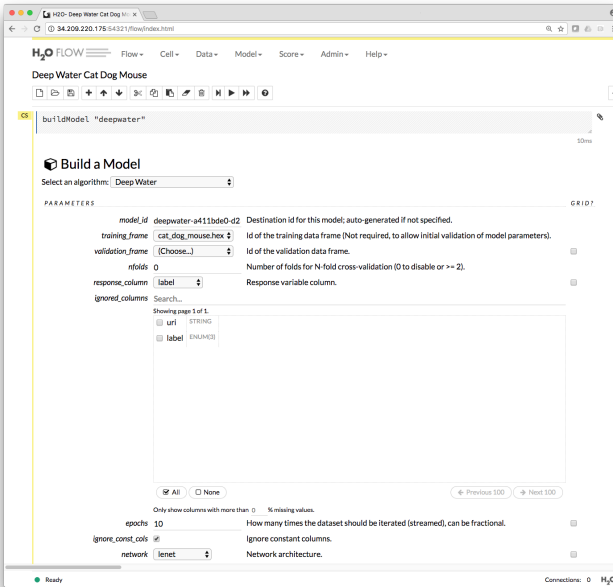 H2O- Deep Water Cat Dog Mo
34.209.220.175:54321/flow/index.html
H2O FLOW Flow Cell Data Model Score Admin Help
Deep Water Cat Dog Mouse
CS
buildModel "deepwater"
10ms
Build a Model
Select an algorithm: Deep Water
PARAMETERS GRID?
model_id deepwater-a411bde0-d2 Destination id for this model; auto-generated if not specified.
training_frame cat_dog_mouse.hex Id of the training data frame (Not required, to allow initial validation of model parameters).
validation_frame (Choose...) Id of the validation data frame.
nfolds 0 Number of folds for N-fold cross-validation (0 to disable or >= 2).
response_column label Response variable column.
ignored_columns Search...
Showing page 1 of 1.
uri STRING
label ENUM(3)
All None Previous 100 Next 100
Only show columns with more than 0 % missing values.
epochs 10 How many times the dataset should be iterated (streamed), can be fractional.
ignore_const_cols Ignore constant columns.
network lenet Network architecture.
Ready Connections: 0 H2O